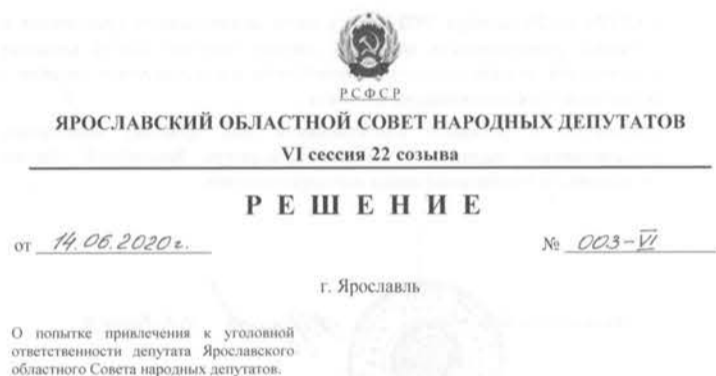 РСФСР
ЯРОСЛАВСКИЙ ОБЛАСТНОЙ СОВЕТ НАРОДНЫХ ДЕПУТАТОВ
VI сессия 22 созыва
РЕШЕНИЕ
от 14.06.2020г. № 003-VI
г. Ярославль
О попытке привлечения к уголовной
ответственности депутата Ярославского
областного Совета народных депутатов.